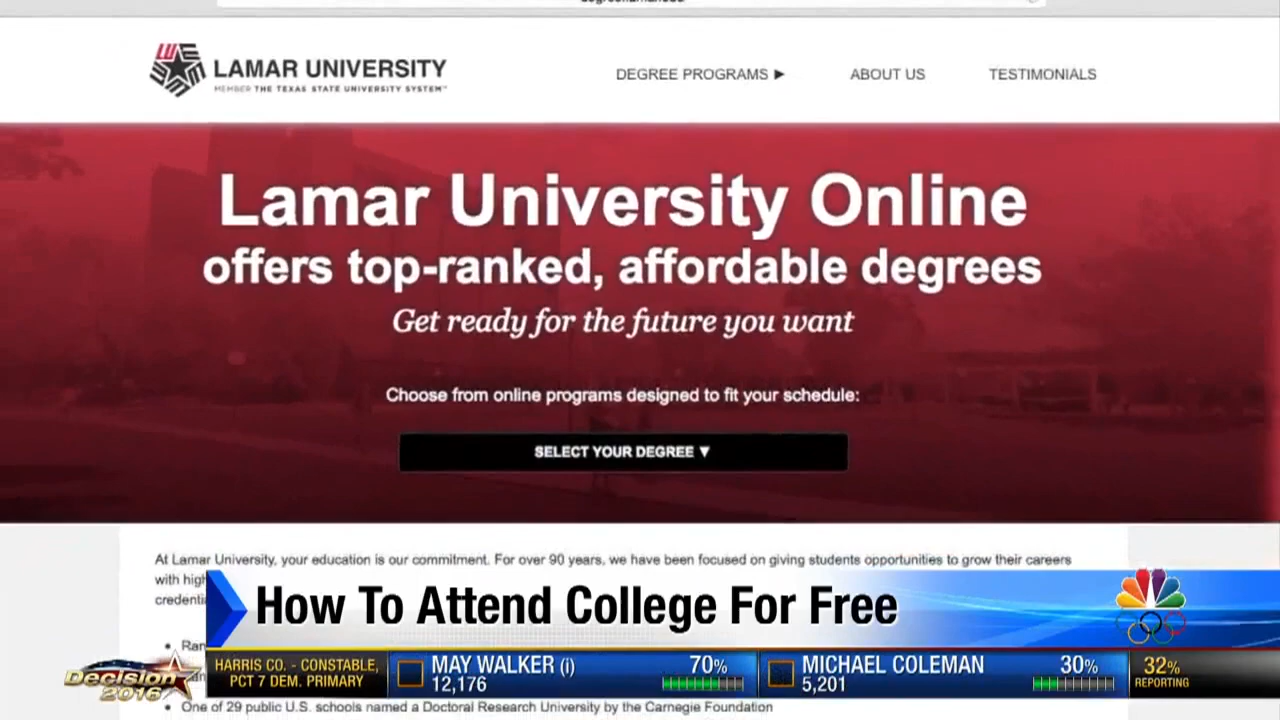 LAMAR UNIVERSITY
MEMBER THE TEXAS STATE UNIVERSITY SYSTEM™
DEGREE PROGRAMS ▶
ABOUT US
TESTIMONIALS
Lamar University Online
offers top-ranked, affordable degrees
Get ready for the future you want
Choose from online programs designed to fit your schedule:
SELECT YOUR DEGREE ▼
At Lamar University, your education is our commitment. For over 90 years, we have been focused on giving students opportunities to grow their careers
with high
How To Attend College For Free
Decision
2016
HARRIS CO. - CONSTABLE,
PCT 7 DEM. PRIMARY
MAY WALKER (i) 70%
12,176
MICHAEL COLEMAN 30%
5,201
32%
REPORTING
• One of 29 public U.S. schools named a Doctoral Research University by the Carnegie Foundation